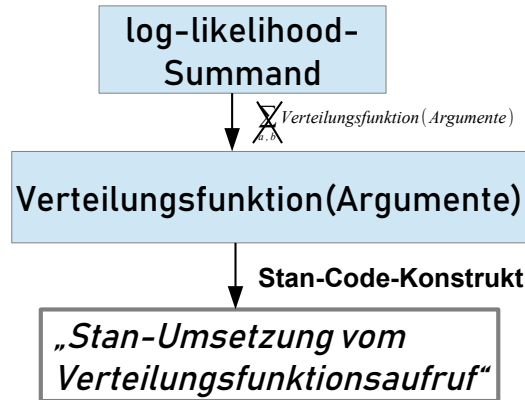 log-likelihood-
Summand
∑ Verteilungsfunktion(Argumente)
a,b
Verteilungsfunktion(Argumente)
Stan-Code-Konstrukt
„Stan-Umsetzung vom
Verteilungsfunktionsaufruf“